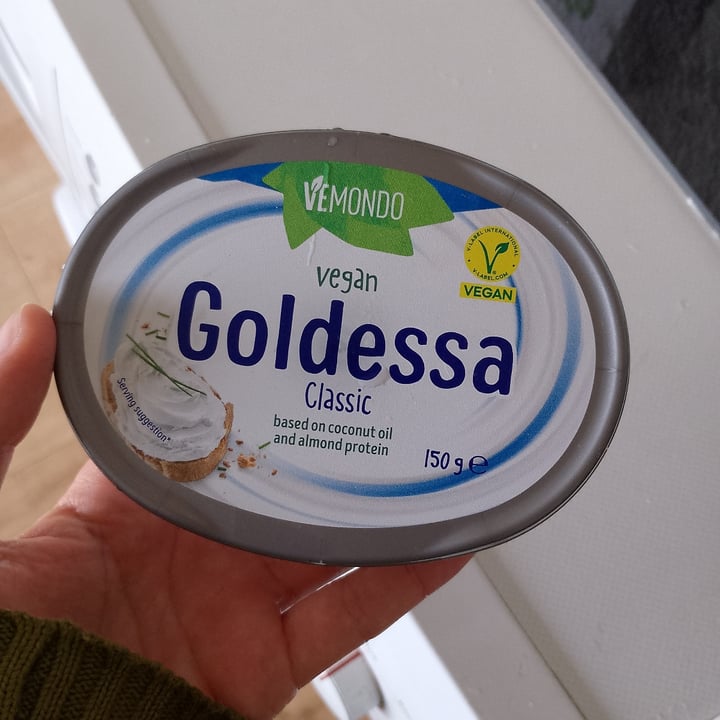 VEMONDO
V-LABEL INTERNATIONAL
V-LABEL.COM
VEGAN
vegan
Goldessa
Classic
based on coconut oil
and almond protein
150 g ℮
Serving suggestion*